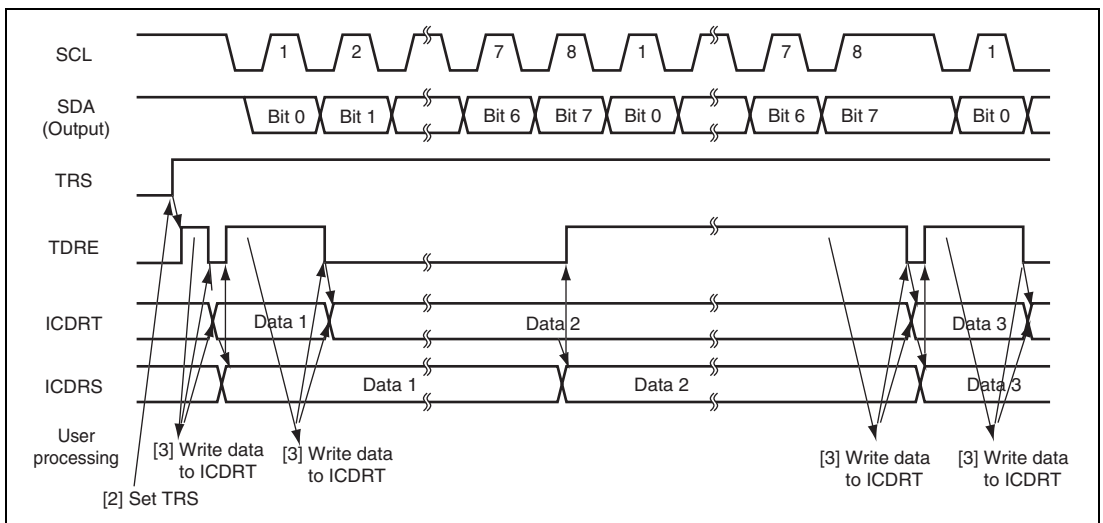 SCL 1 2 7 8 1 7 8 1
SDA
(Output) Bit 0 Bit 1 Bit 6 Bit 7 Bit 0 Bit 6 Bit 7 Bit 0
TRS
TDRE
ICDRT Data 1 Data 2 Data 3
ICDRS Data 1 Data 2 Data 3
User
processing
[3] Write data
to ICDRT
[3] Write data
to ICDRT
[3] Write data
to ICDRT
[3] Write data
to ICDRT
[2] Set TRS